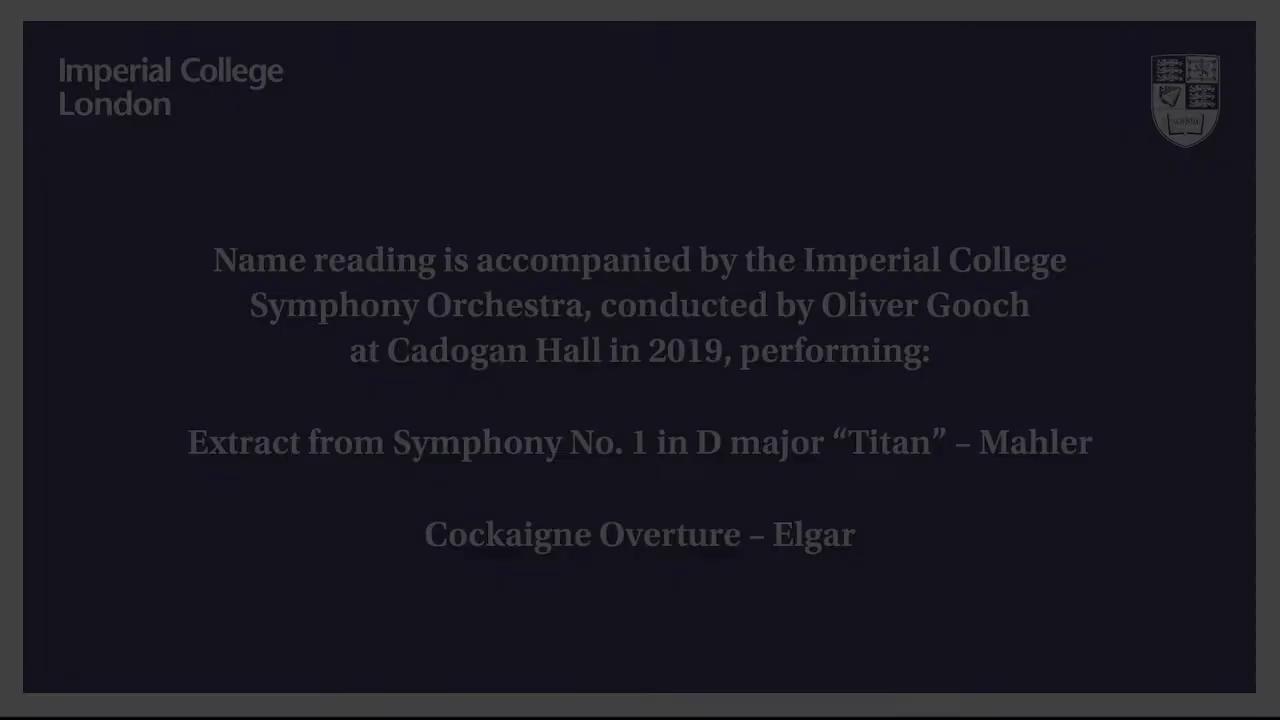 Imperial College
London
Name reading is accompanied by the Imperial College
Symphony Orchestra, conducted by Oliver Gooch
at Cadogan Hall in 2019, performing:
Extract from Symphony No. 1 in D major “Titan” – Mahler
Cockaigne Overture – Elgar